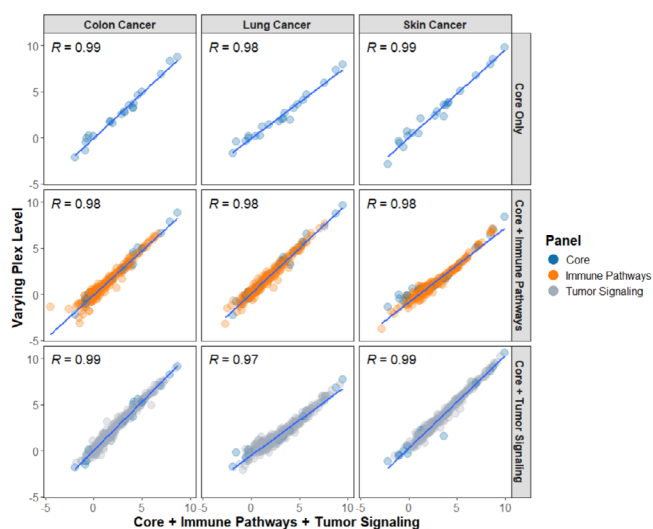 Colon Cancer Lung Cancer Skin Cancer
R = 0.99 R = 0.98 R = 0.99
10
5
0
-5
Core Only
R = 0.98 R = 0.98 R = 0.98
10
5
0
-5
Core + Immune Pathways
R = 0.99 R = 0.97 R = 0.99
10
5
0
-5
Core + Tumor Signaling
Varying Plex Level
-5 0 5 10 -5 0 5 10 -5 0 5 10
Core + Immune Pathways + Tumor Signaling
Panel
Core
Immune Pathways
Tumor Signaling